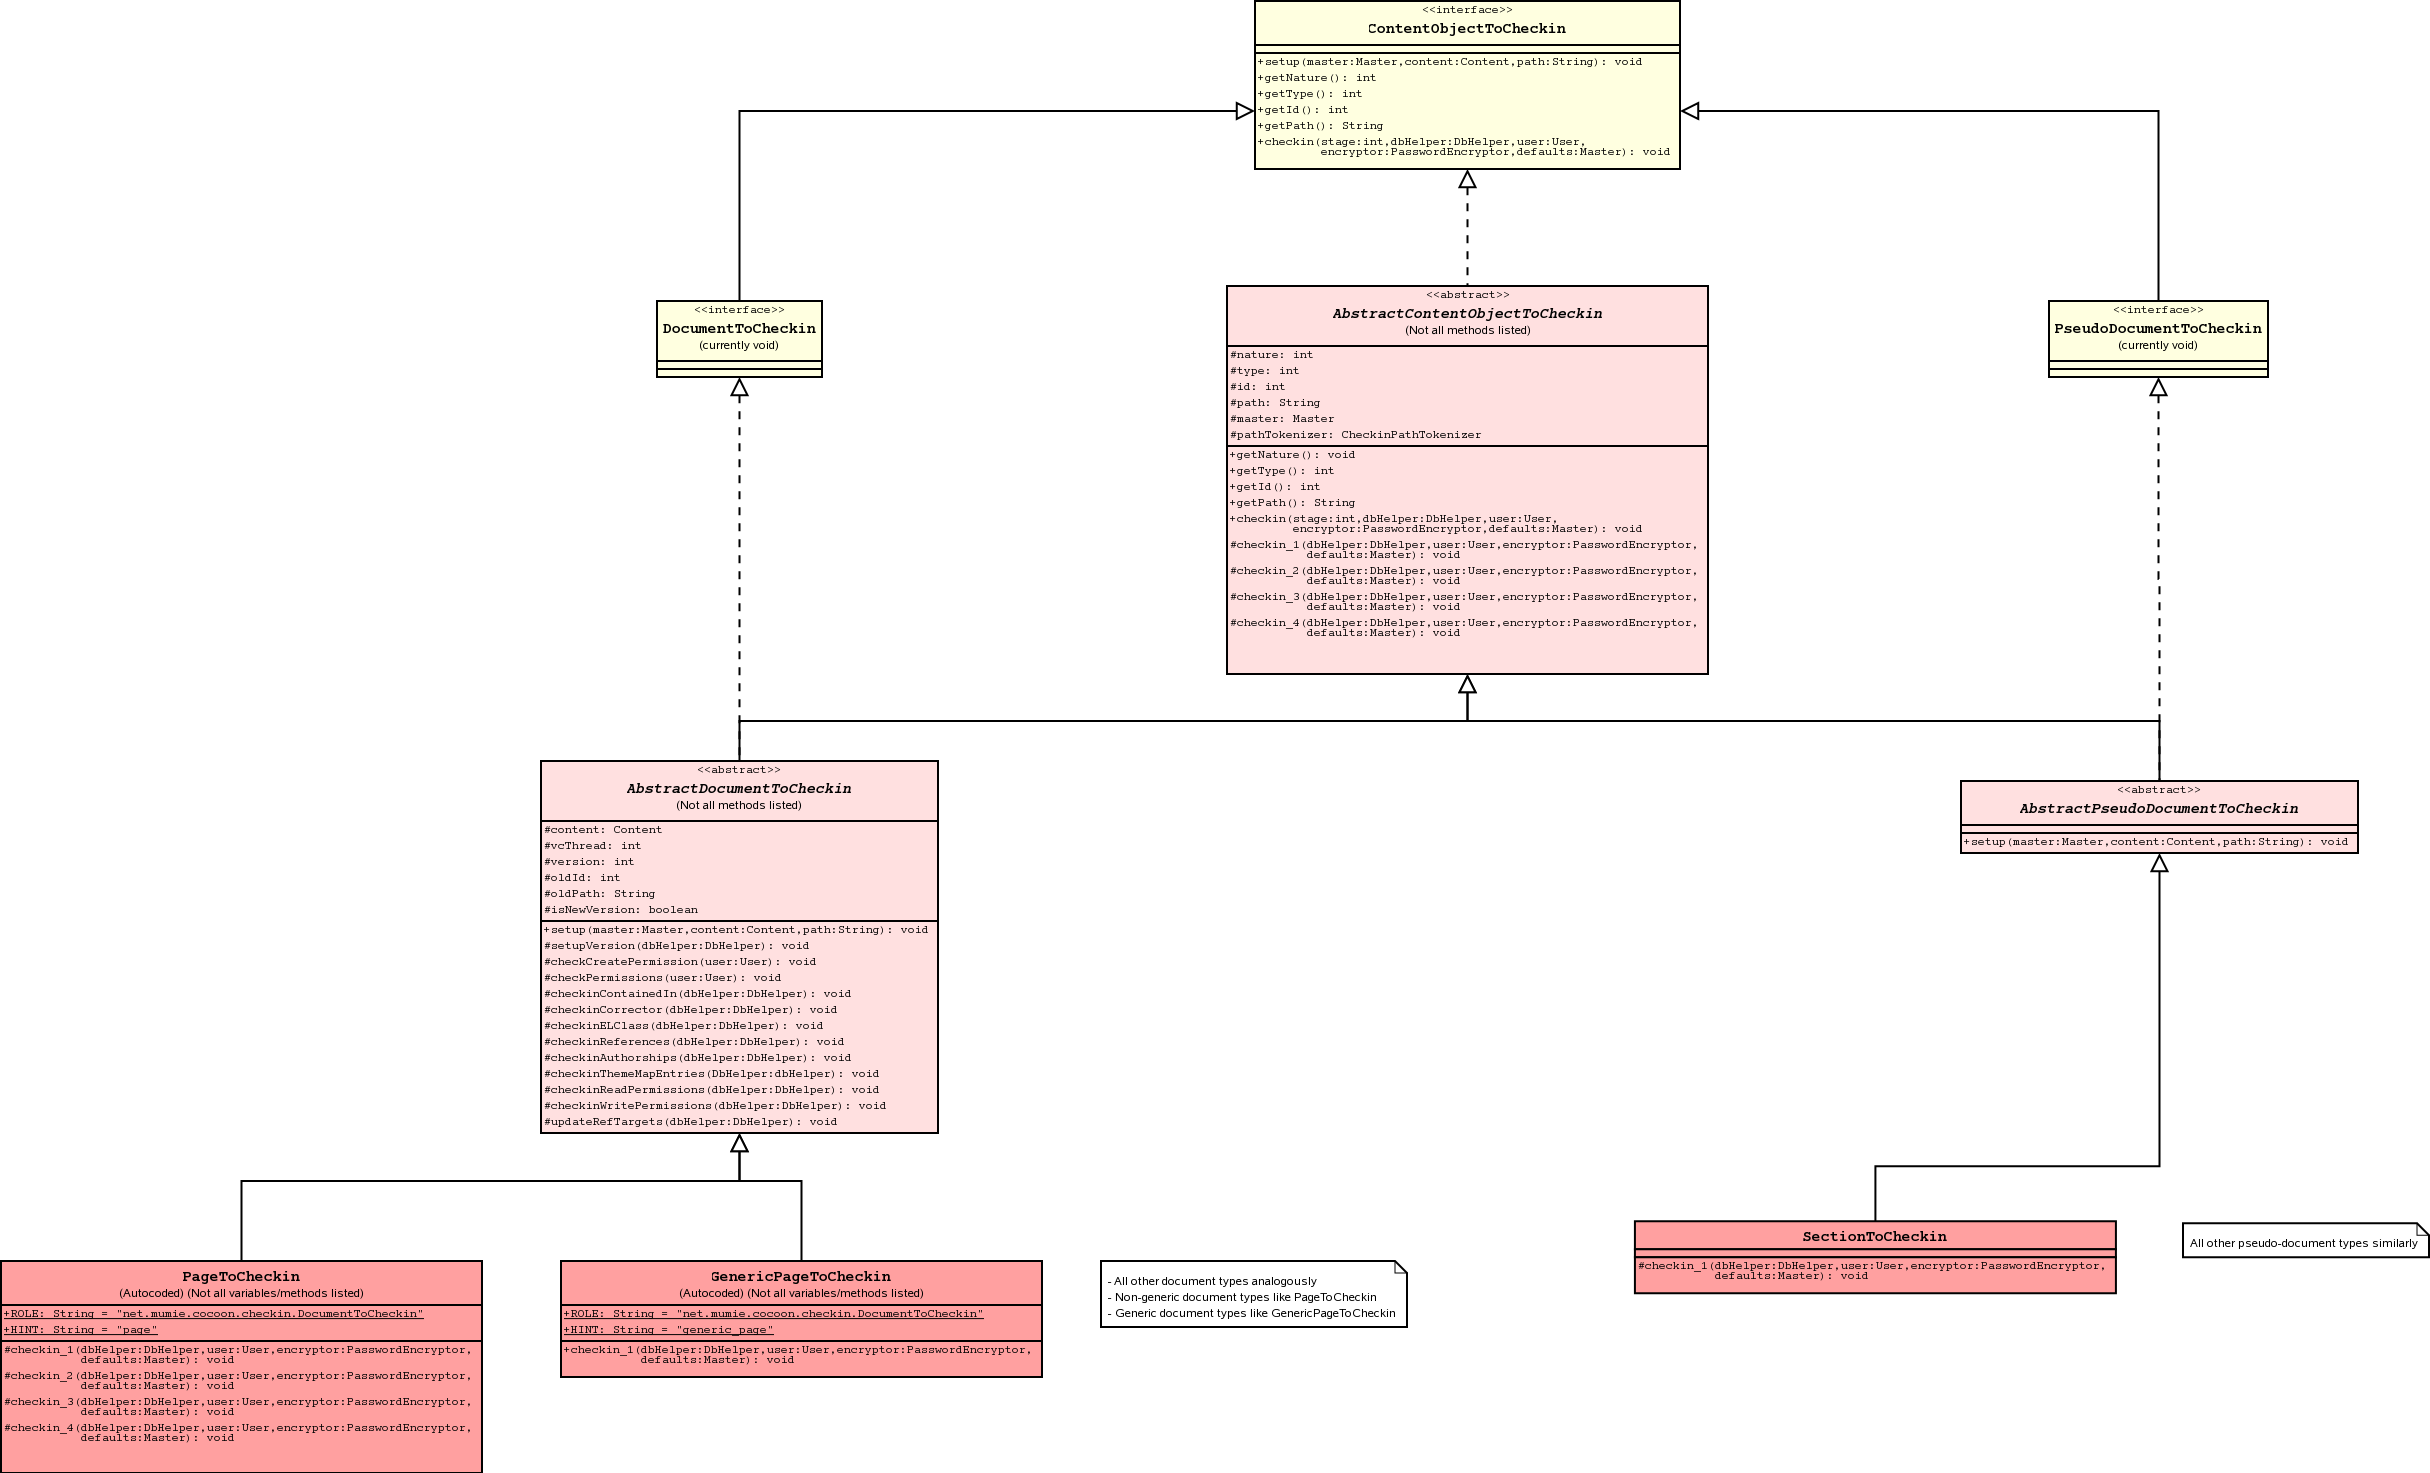 <<interface>>
ContentObjectToCheckin
+setup(master:Master,content:Content,path:String): void
+getNature(): int
+getType(): int
+getId(): int
+getPath(): String
+checkin(stage:int,dbHelper:DbHelper,user:User,
encryptor:PasswordEncryptor,defaults:Master): void
<<interface>>
DocumentToCheckin
(currently void)
<<abstract>>
AbstractContentObjectToCheckin
(Not all methods listed)
#nature: int
#type: int
#id: int
#path: String
#master: Master
#pathTokenizer: CheckinPathTokenizer
+getNature(): void
+getType(): int
+getId(): int
+getPath(): String
+checkin(stage:int,dbHelper:DbHelper,user:User,
encryptor:PasswordEncryptor,defaults:Master): void
#checkin_1(dbHelper:DbHelper,user:User,encryptor:PasswordEncryptor,
defaults:Master): void
#checkin_2(dbHelper:DbHelper,user:User,encryptor:PasswordEncryptor,
defaults:Master): void
#checkin_3(dbHelper:DbHelper,user:User,encryptor:PasswordEncryptor,
defaults:Master): void
#checkin_4(dbHelper:DbHelper,user:User,encryptor:PasswordEncryptor,
defaults:Master): void
<<interface>>
PseudoDocumentToCheckin
(currently void)
<<abstract>>
AbstractDocumentToCheckin
(Not all methods listed)
#content: Content
#vcThread: int
#version: int
#oldId: int
#oldPath: String
#isNewVersion: boolean
+setup(master:Master,content:Content,path:String): void
#setupVersion(dbHelper:DbHelper): void
#checkCreatePermission(user:User): void
#checkPermissions(user:User): void
#checkinContainedIn(dbHelper:DbHelper): void
#checkinCorrector(dbHelper:DbHelper): void
#checkinELClass(dbHelper:DbHelper): void
#checkinReferences(dbHelper:DbHelper): void
#checkinAuthorships(dbHelper:DbHelper): void
#checkinThemeMapEntries(DbHelper:dbHelper): void
#checkinReadPermissions(dbHelper:DbHelper): void
#checkinWritePermissions(dbHelper:DbHelper): void
#updateRefTargets(dbHelper:DbHelper): void
<<abstract>>
AbstractPseudoDocumentToCheckin
+setup(master:Master,content:Content,path:String): void
PageToCheckin
(Autocoded) (Not all variables/methods listed)
+ROLE: String = "net.mumie.cocoon.checkin.DocumentToCheckin"
+HINT: String = "page"
#checkin_1(dbHelper:DbHelper,user:User,encryptor:PasswordEncryptor,
defaults:Master): void
#checkin_2(dbHelper:DbHelper,user:User,encryptor:PasswordEncryptor,
defaults:Master): void
#checkin_3(dbHelper:DbHelper,user:User,encryptor:PasswordEncryptor,
defaults:Master): void
#checkin_4(dbHelper:DbHelper,user:User,encryptor:PasswordEncryptor,
defaults:Master): void
GenericPageToCheckin
(Autocoded) (Not all variables/methods listed)
+ROLE: String = "net.mumie.cocoon.checkin.DocumentToCheckin"
+HINT: String = "generic_page"
+checkin_1(dbHelper:DbHelper,user:User,encryptor:PasswordEncryptor,
defaults:Master): void
- All other document types analogously
- Non-generic document types like PageToCheckin
- Generic document types like GenericPageToCheckin
SectionToCheckin
#checkin_1(dbHelper:DbHelper,user:User,encryptor:PasswordEncryptor,
defaults:Master): void
All other pseudo-document types similarly